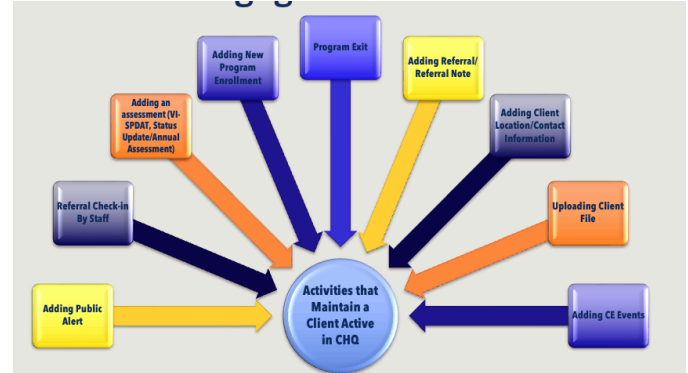 Program Exit
Adding New
Program
Enrollment
Adding Referral/
Referral Note
Adding an
assessment (VI-
SPDAT, Status
Update/Annual
Assessment)
Adding Client
Location/Contact
Information
Referral Check-in
By Staff
Uploading Client
File
Adding Public
Alert
Activities that
Maintain a
Client Active
in CHQ
Adding CE Events